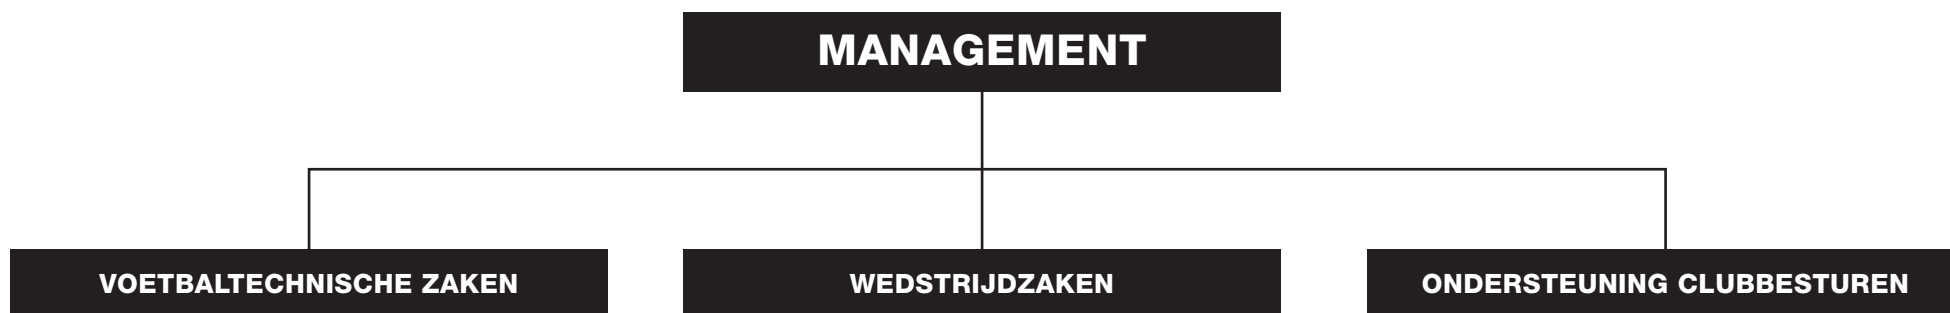 MANAGEMENT
VOETBALTECHNISCHE ZAKEN
WEDSTRIJDZAKEN
ONDERSTEUNING CLUBBESTUREN